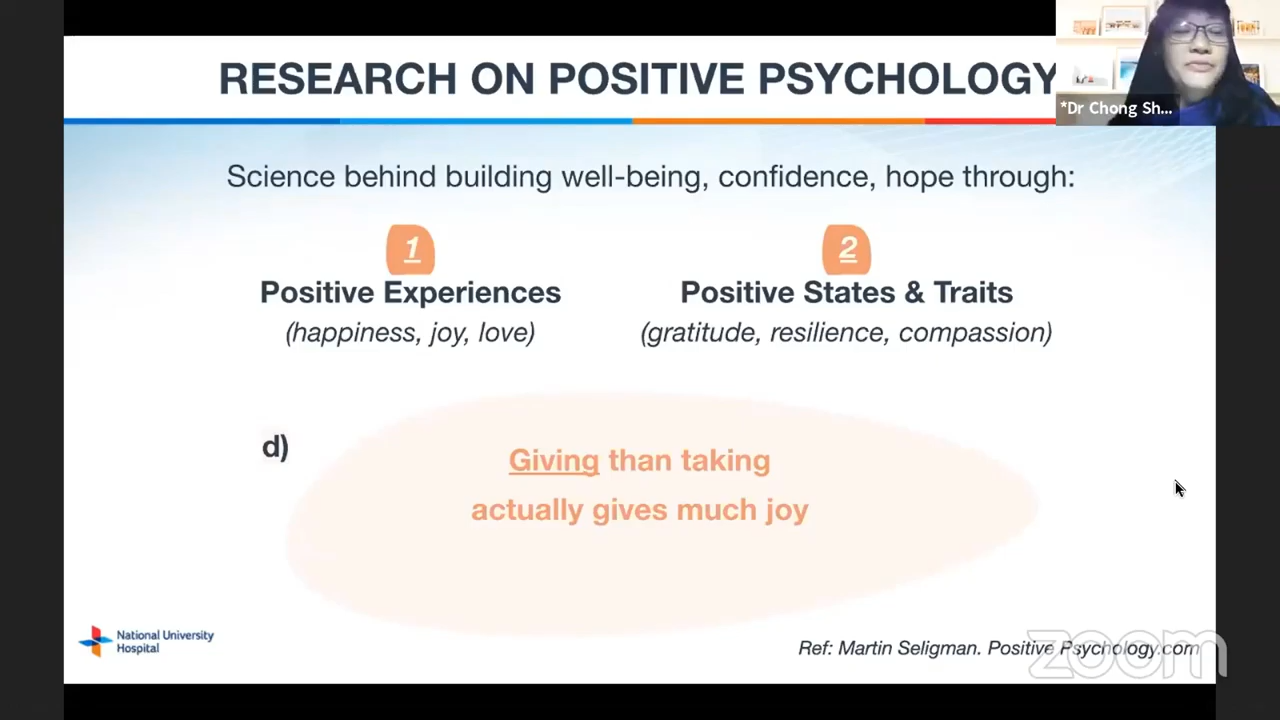 RESEARCH ON POSITIVE PSYCHOLOGY
*Dr Chong Sh...
Science behind building well-being, confidence, hope through:
1
2
Positive Experiences
Positive States & Traits
(happiness, joy, love)
(gratitude, resilience, compassion)
d)
Giving than taking
actually gives much joy
National University
Hospital
Ref: Martin Seligman. Positive Psychology.com
zoom